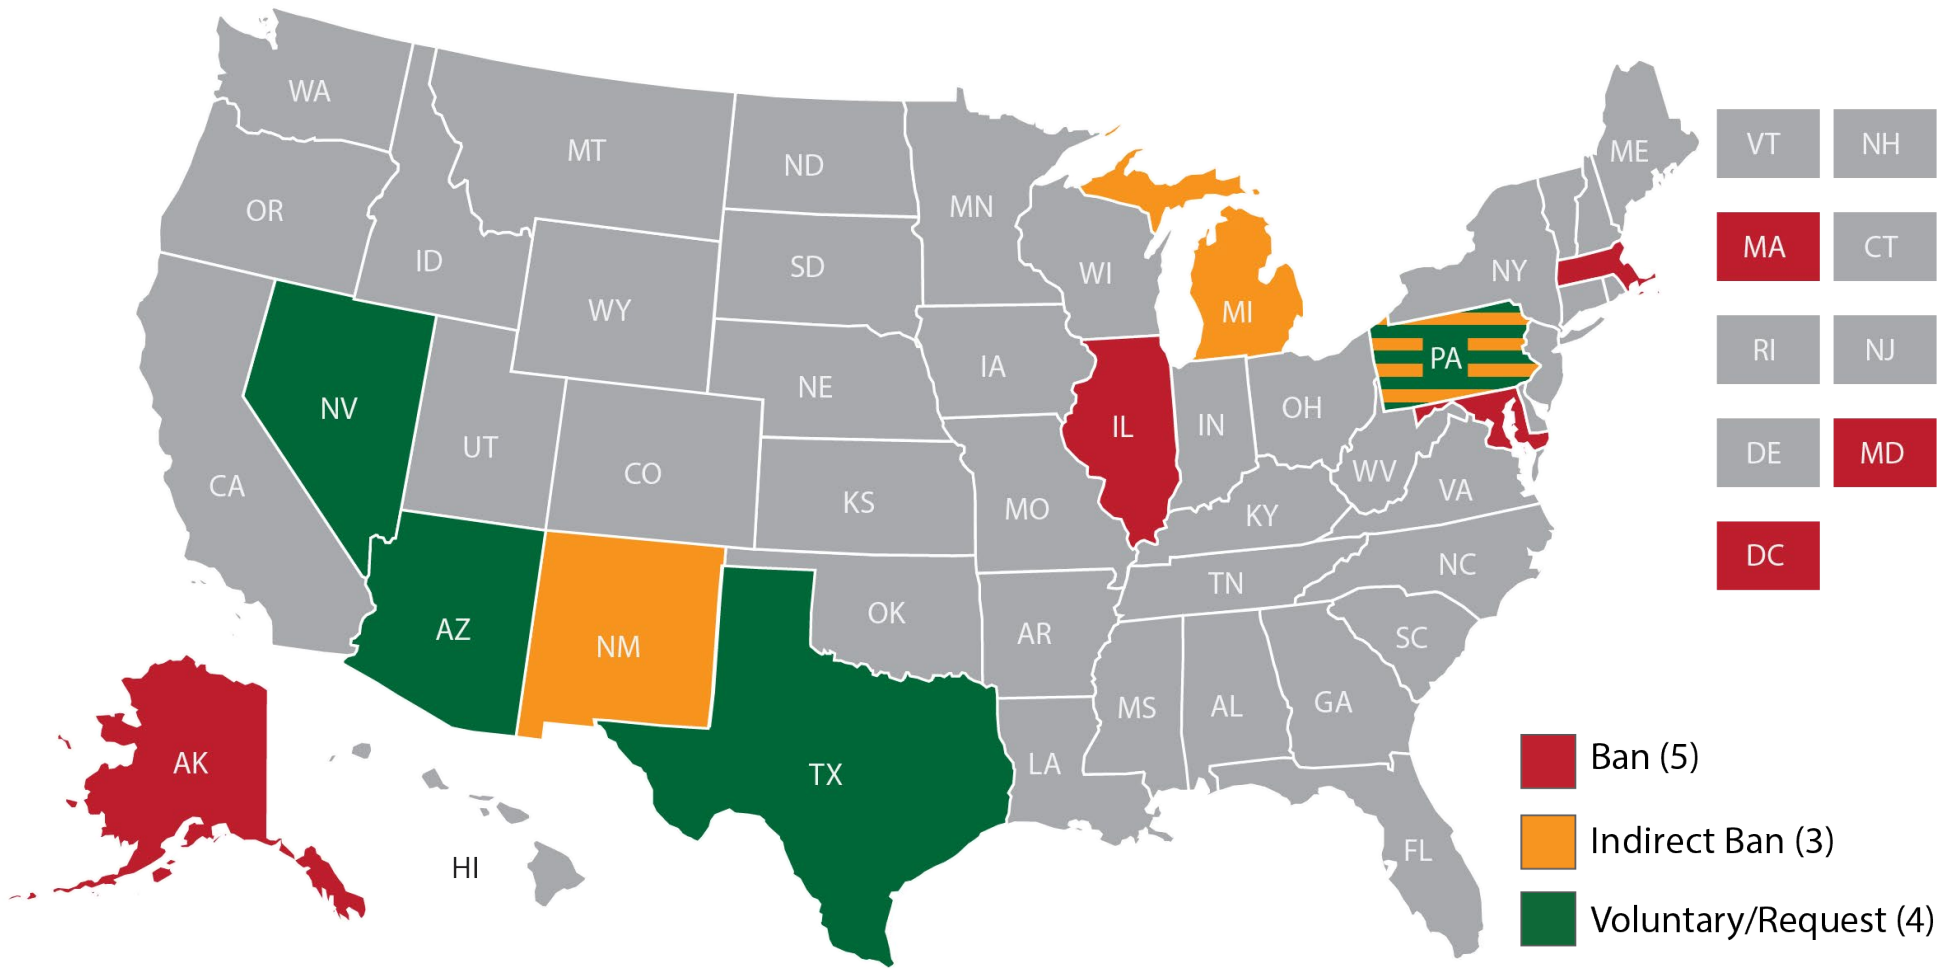 WA
MT
ND
MN
ME
VT
NH
OR
ID
SD
WI
NY
MA
CT
WY
MI
RI
NJ
NV
NE
IA
PA
IL
IN
OH
UT
CO
CA
KS
MO
WV
VA
DE
MD
KY
DC
AZ
NM
OK
AR
TN
NC
SC
MS
AL
GA
TX
LA
AK
HI
FL
Ban (5)
Indirect Ban (3)
Voluntary/Request (4)